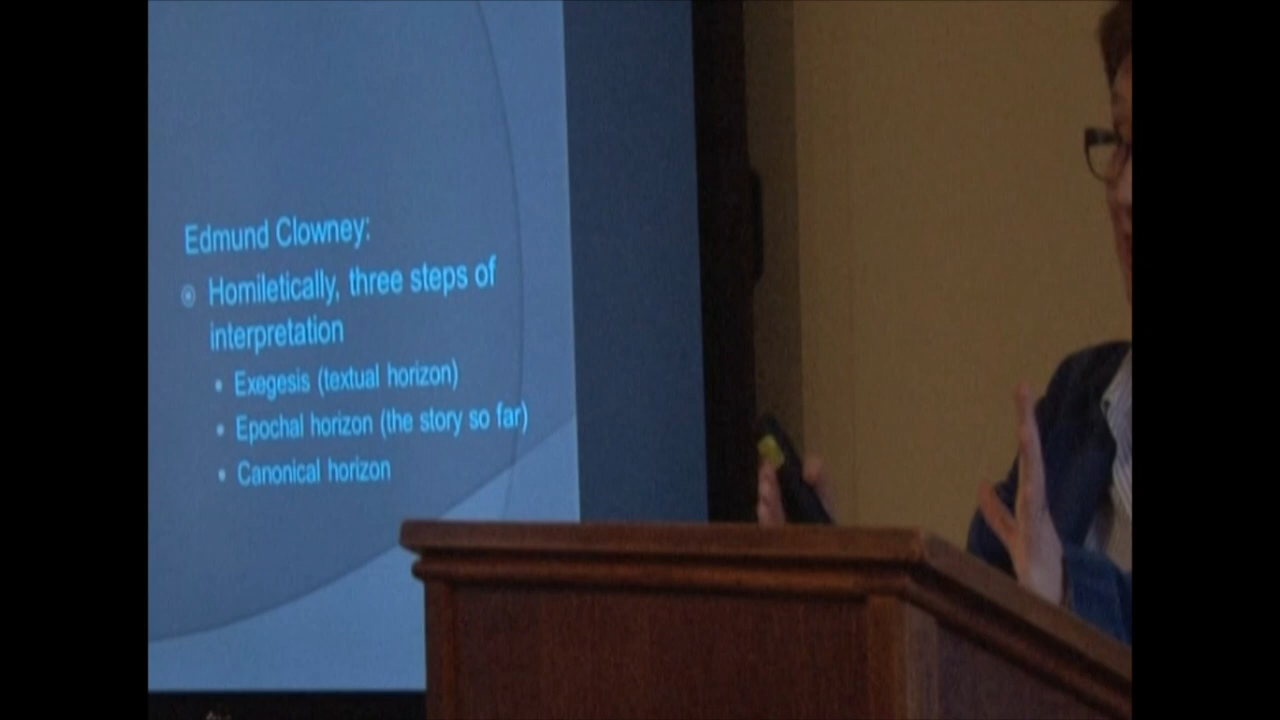 Edmund Clowney:
Homiletically, three steps of
interpretation
Exegesis (textual horizon)
Epochal horizon (the story so far)
Canonical horizon